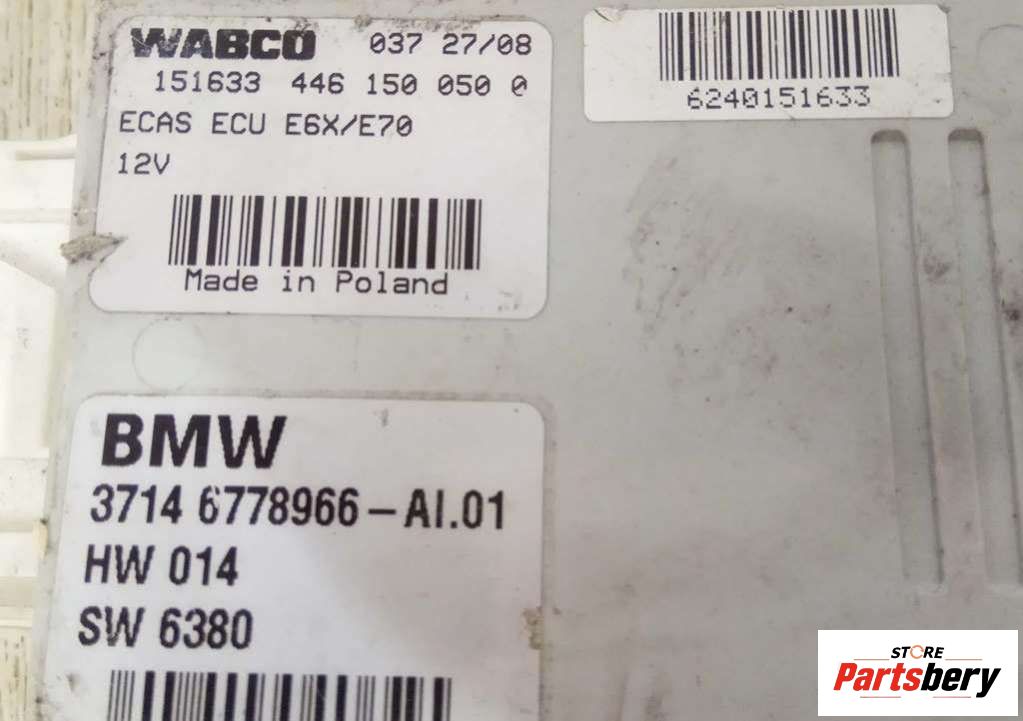 WABCO 037 27/08
151633 446 150 050 0
ECAS ECU E6X/E70
12V
Made in Poland
6240151633
BMW
3714 6778966-AI.01
HW 014
SW 6380
STORE
Partsbery